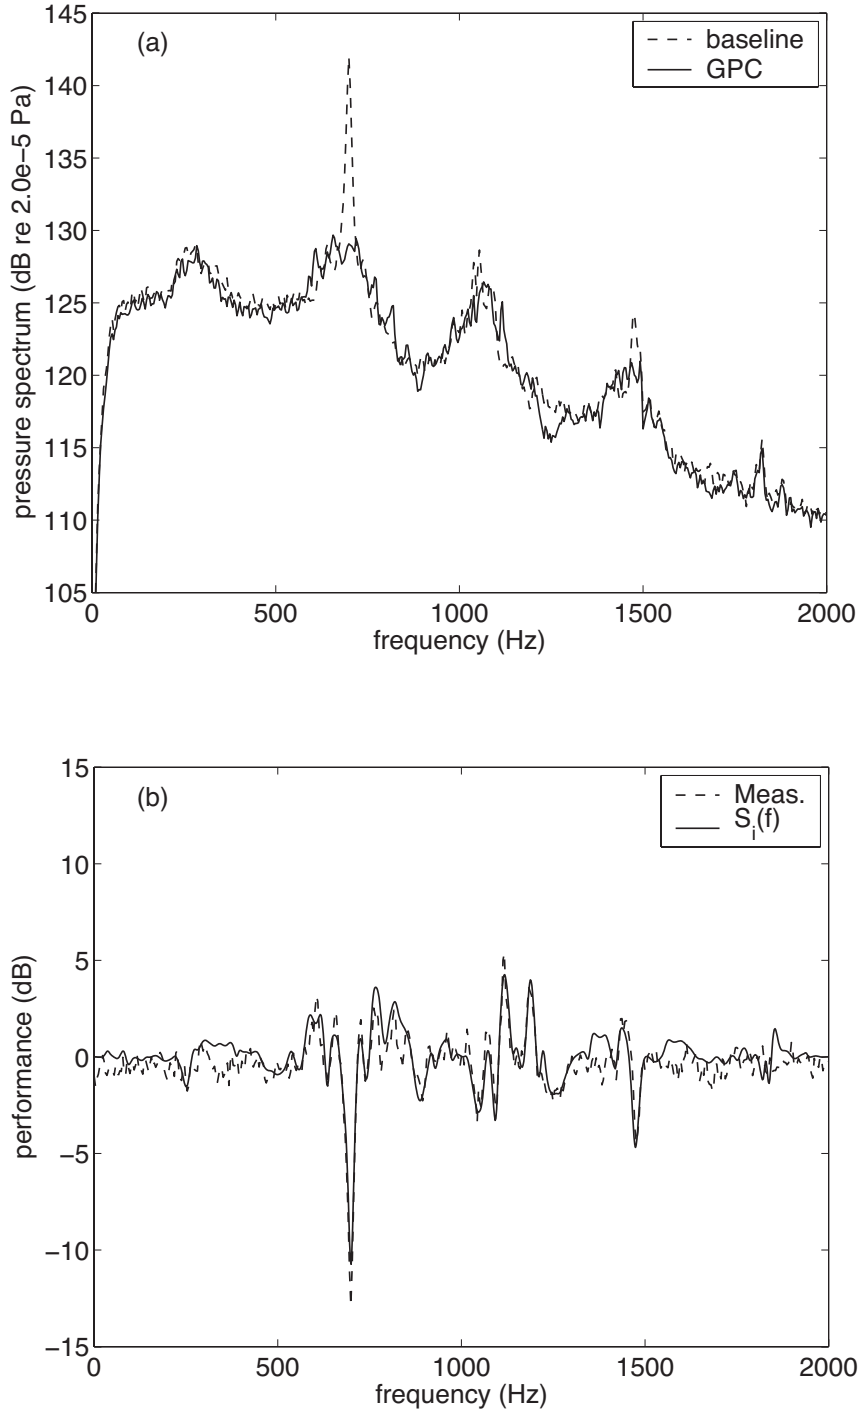 (a)
baseline
GPC
145
140
135
130
125
120
115
110
105
pressure spectrum (dB re 2.0e−5 Pa)
0
500
1000
1500
2000
frequency (Hz)
(b)
Meas.
S_i(f)
15
10
5
0
−5
−10
−15
performance (dB)
0
500
1000
1500
2000
frequency (Hz)